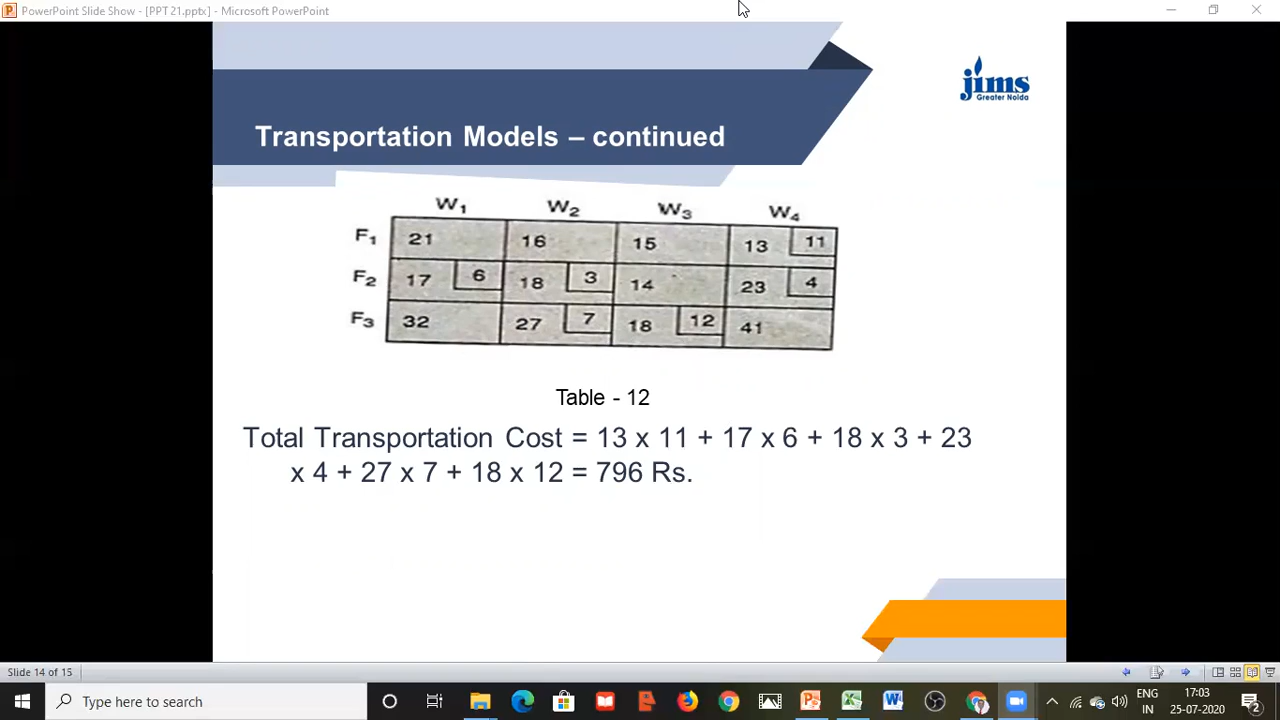 PowerPoint Slide Show - [PPT 21.pptx] - Microsoft PowerPoint
jims
Greater Noida
Transportation Models – continued
W1 W2 W3 W4
F1 21 16 15 13 11
F2 17 6 18 3 14 23 4
F3 32 27 7 18 12 41
Table - 12
Total Transportation Cost = 13 x 11 + 17 x 6 + 18 x 3 + 23
x 4 + 27 x 7 + 18 x 12 = 796 Rs.
Slide 14 of 15
Type here to search
ENG
IN
17:03
25-07-2020
2